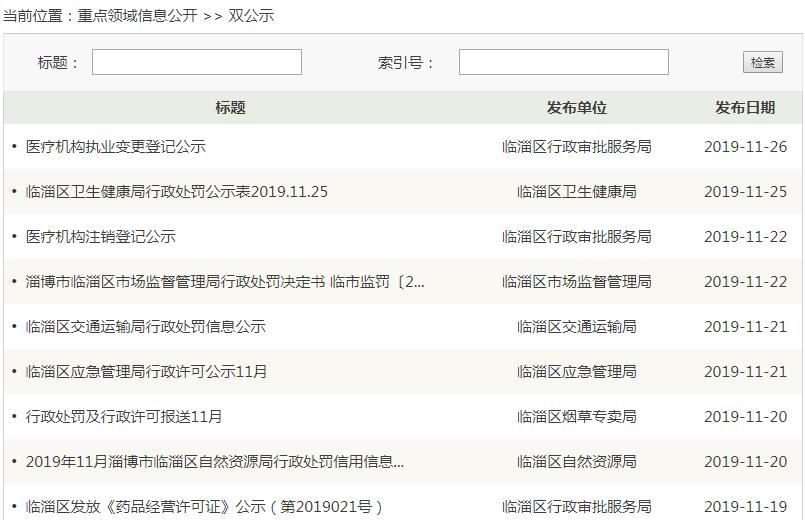 当前位置：重点领域信息公开 >> 双公示
标题： 索引号： 检索
标题 发布单位 发布日期
• 医疗机构执业变更登记公示 临淄区行政审批服务局 2019-11-26
• 临淄区卫生健康局行政处罚公示表2019.11.25 临淄区卫生健康局 2019-11-25
• 医疗机构注销登记公示 临淄区行政审批服务局 2019-11-22
• 淄博市临淄区市场监督管理局行政处罚决定书 临市监罚〔2... 临淄区市场监督管理局 2019-11-22
• 临淄区交通运输局行政处罚信息公示 临淄区交通运输局 2019-11-21
• 临淄区应急管理局行政许可公示11月 临淄区应急管理局 2019-11-21
• 行政处罚及行政许可报送11月 临淄区烟草专卖局 2019-11-20
• 2019年11月淄博市临淄区自然资源局行政处罚信用信息... 临淄区自然资源局 2019-11-20
• 临淄区发放《药品经营许可证》公示（第2019021号） 临淄区行政审批服务局 2019-11-19